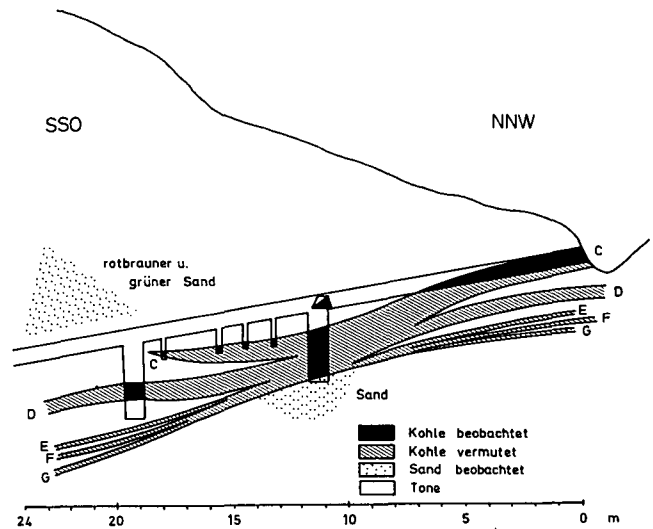 SSO
NNW
rotbrauner u.
grüner Sand
C
D
E
F
G
C
D
E
F
G
Sand
Kohle beobachtet
Kohle vermutet
Sand beobachtet
Tone
24 20 15 10 5 0 m